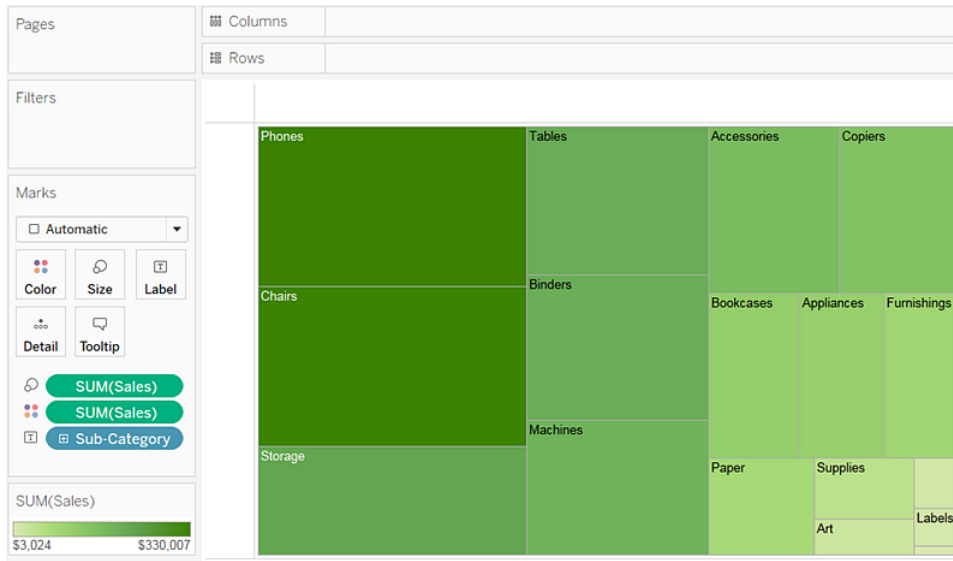 Pages
Columns
Rows
Filters
Marks
Automatic
Color
Size
Label
Detail
Tooltip
SUM(Sales)
SUM(Sales)
Sub-Category
SUM(Sales)
$3,024
$330,007
Phones
Chairs
Storage
Tables
Binders
Machines
Accessories
Copiers
Bookcases
Appliances
Furnishings
Paper
Supplies
Art
Labels